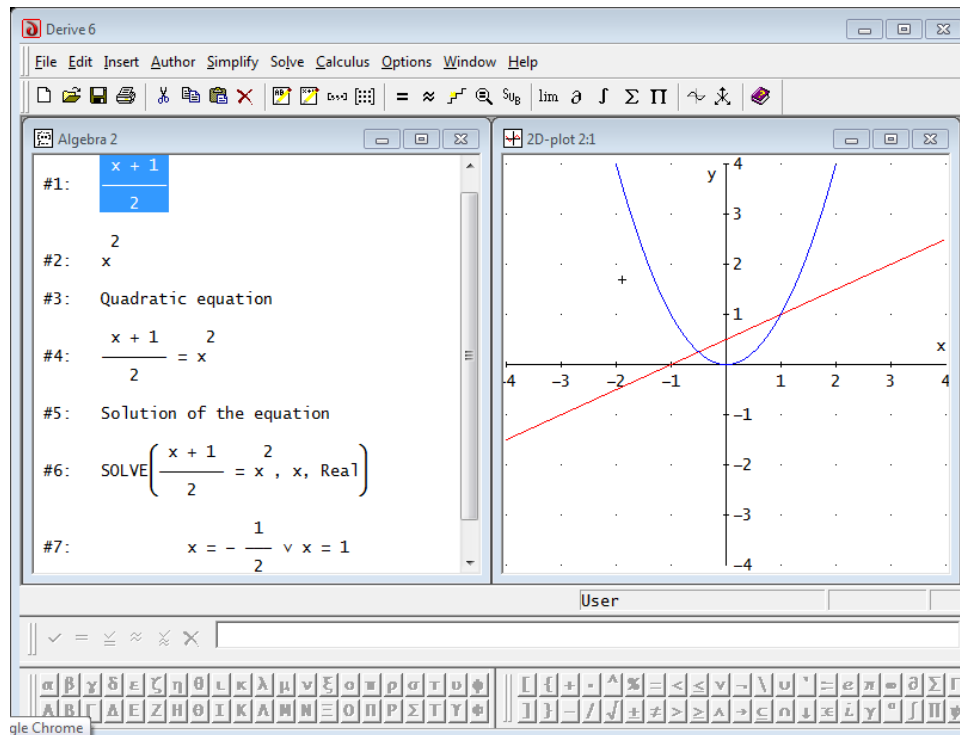 Derive 6
File Edit Insert Author Simplify Solve Calculus Options Window Help
= ≈ SUB lim ∂ ∫ Σ Π
Algebra 2
#1: (x + 1)/2
#2: x^2
#3: Quadratic equation
#4: (x + 1)/2 = x^2
#5: Solution of the equation
#6: SOLVE((x + 1)/2 = x^2, x, Real)
#7: x = - 1/2 ∨ x = 1
2D-plot 2:1
y
4
3
2
1
x
-4 -3 -2 -1 1 2 3 4
-1
-2
-3
-4
User
α β γ δ ε ζ η θ ι κ λ μ ν ξ ο π ρ σ τ υ φ
Α Β Γ Δ Ε Ζ Η Θ Ι Κ Λ Μ Ν Ξ Ο Π Ρ Σ Τ Υ Φ
[ { + · ^ % = < ≤ ∨ ¬ \ ∪ ' := e π ∞ ∂ Σ Γ
] } − / √ ± ≠ > ≥ ∧ → ⊆ ∩ ↓ i γ ° ∫ Π
gle Chrome